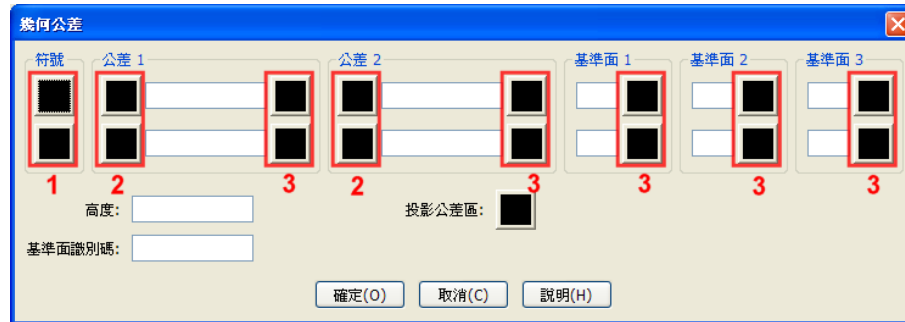 幾何公差
符號 公差 1 公差 2 基準面 1 基準面 2 基準面 3
1 2 3 2 3 3 3 3
高度: 投影公差區:
基準面識別碼:
確定(O) 取消(C) 說明(H)